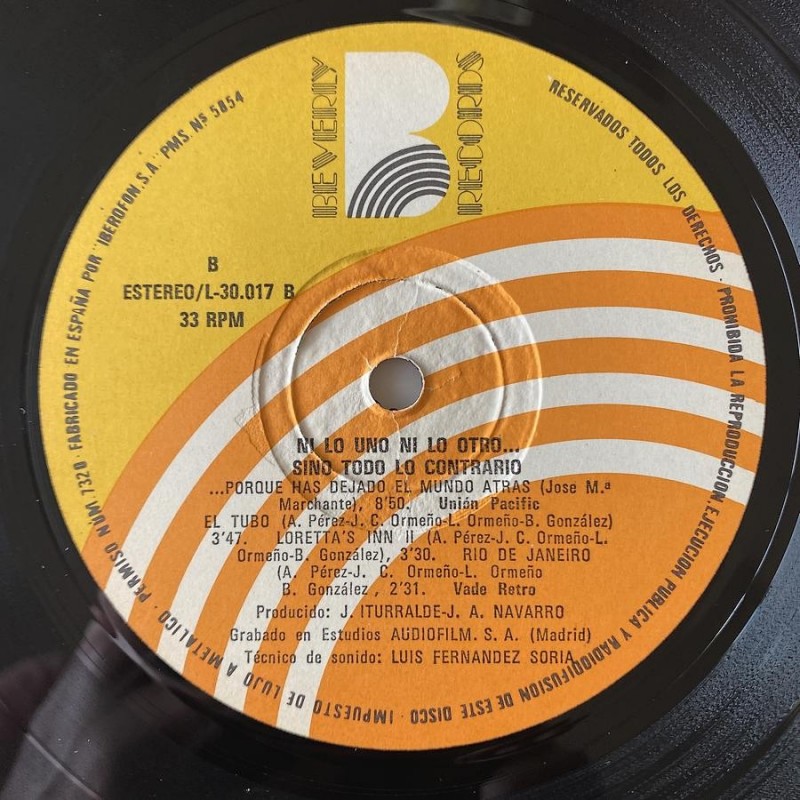 BEVERLY
RECORDS
FABRICADO EN ESPAÑA POR "IBEROFON, S.A." PMS. Nº 5854
RESERVADOS TODOS LOS DERECHOS · PROHIBIDA LA REPRODUCCION, EJECUCION PUBLICA Y RADIODIFUSION DE ESTE DISCO · IMPUESTO DE LUJO A METALICO · PERMISO NUM. 7320 ·
B
ESTEREO/L-30.017 B
33 RPM
NI LO UNO NI LO OTRO...
SINO TODO LO CONTRARIO
...PORQUE HAS DEJADO EL MUNDO ATRAS (Jose M.ª
Marchante), 8'50. Unión Pacific
EL TUBO (A. Pérez-J. C. Ormeño-L. Ormeño-B. González)
3'47. LORETTA'S INN II (A. Pérez-J. C. Ormeño-L.
Ormeño-B. González), 3'30. RIO DE JANEIRO
(A. Pérez-J. C. Ormeño-L. Ormeño
B. González , 2'31. Vade Retro
Producido: J. ITURRALDE-J. A. NAVARRO
Grabado en Estudios AUDIOFILM. S. A. (Madrid)
Técnico de sonido: LUIS FERNANDEZ SORIA